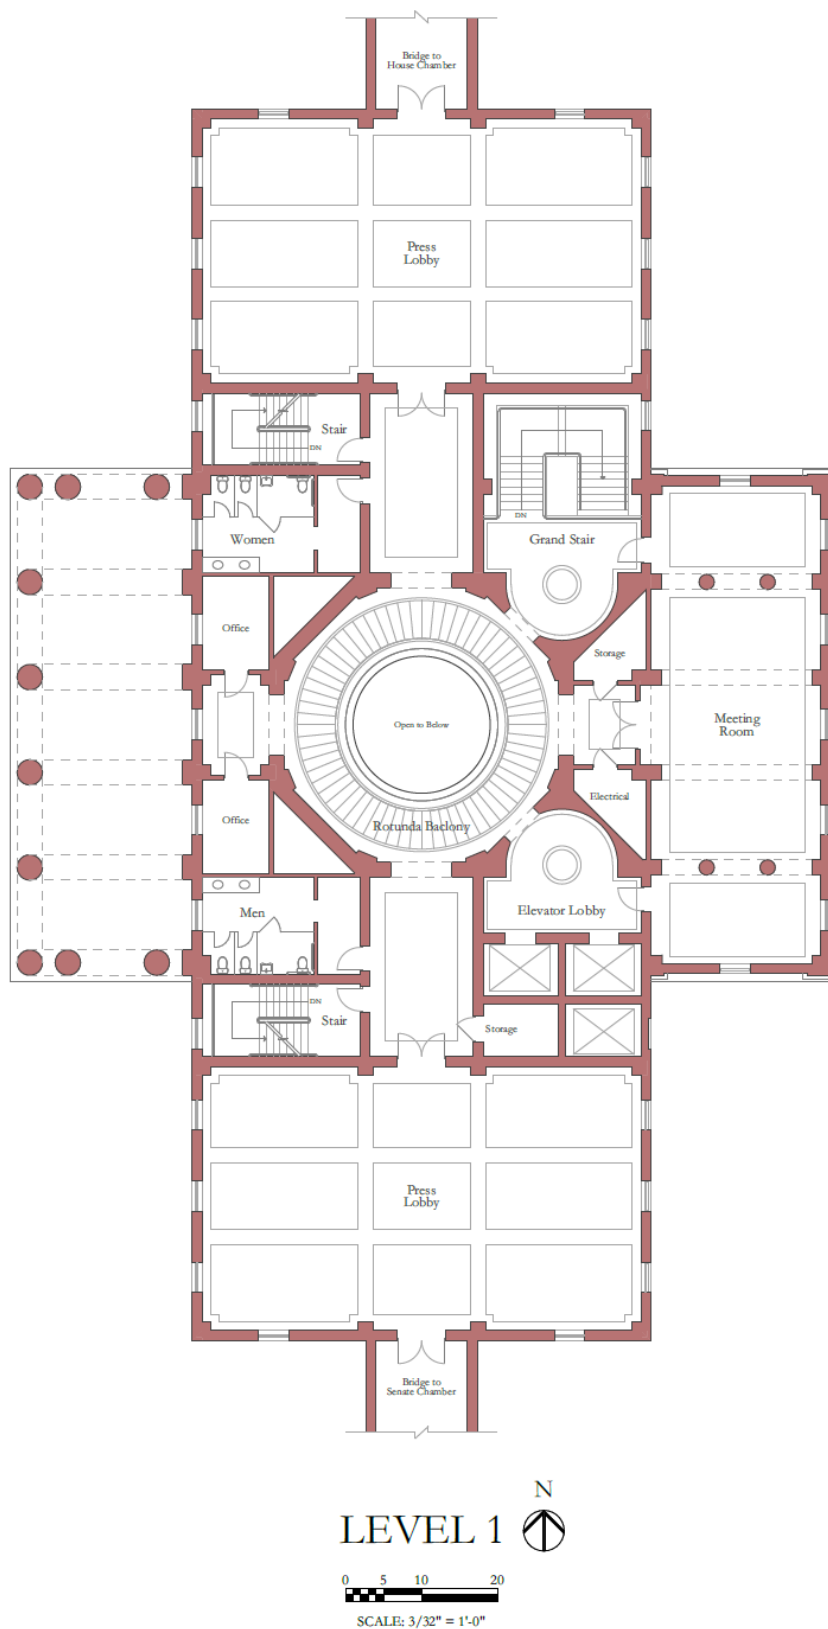 Bridge to
House Chamber
Press
Lobby
Stair
DN
DN
Women
Grand Stair
Office
Storage
Open to Below
Meeting
Room
Office
Electrical
Rotunda Baclony
Men
Elevator Lobby
DN
Stair
Storage
Press
Lobby
Bridge to
Senate Chamber
N
LEVEL 1
0 5 10 20
SCALE: 3/32" = 1'-0"